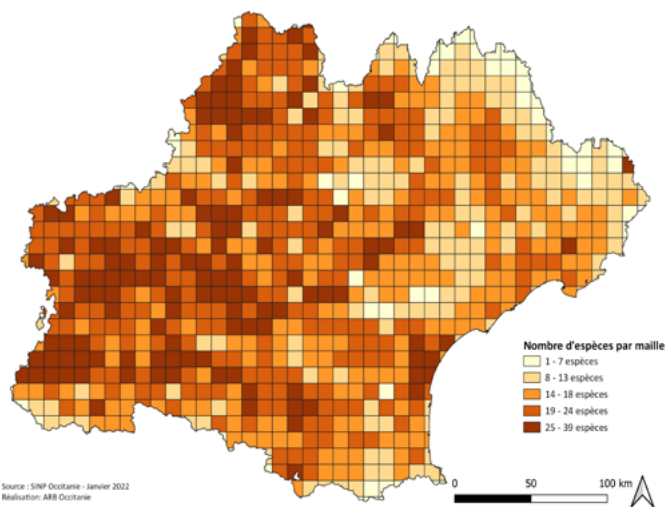 Nombre d'espèces par maille
1 - 7 espèces
8 - 13 espèces
14 - 18 espèces
19 - 24 espèces
25 - 39 espèces
Source : SINP Occitanie - Janvier 2022
Réalisation: ARB Occitanie
0 50 100 km